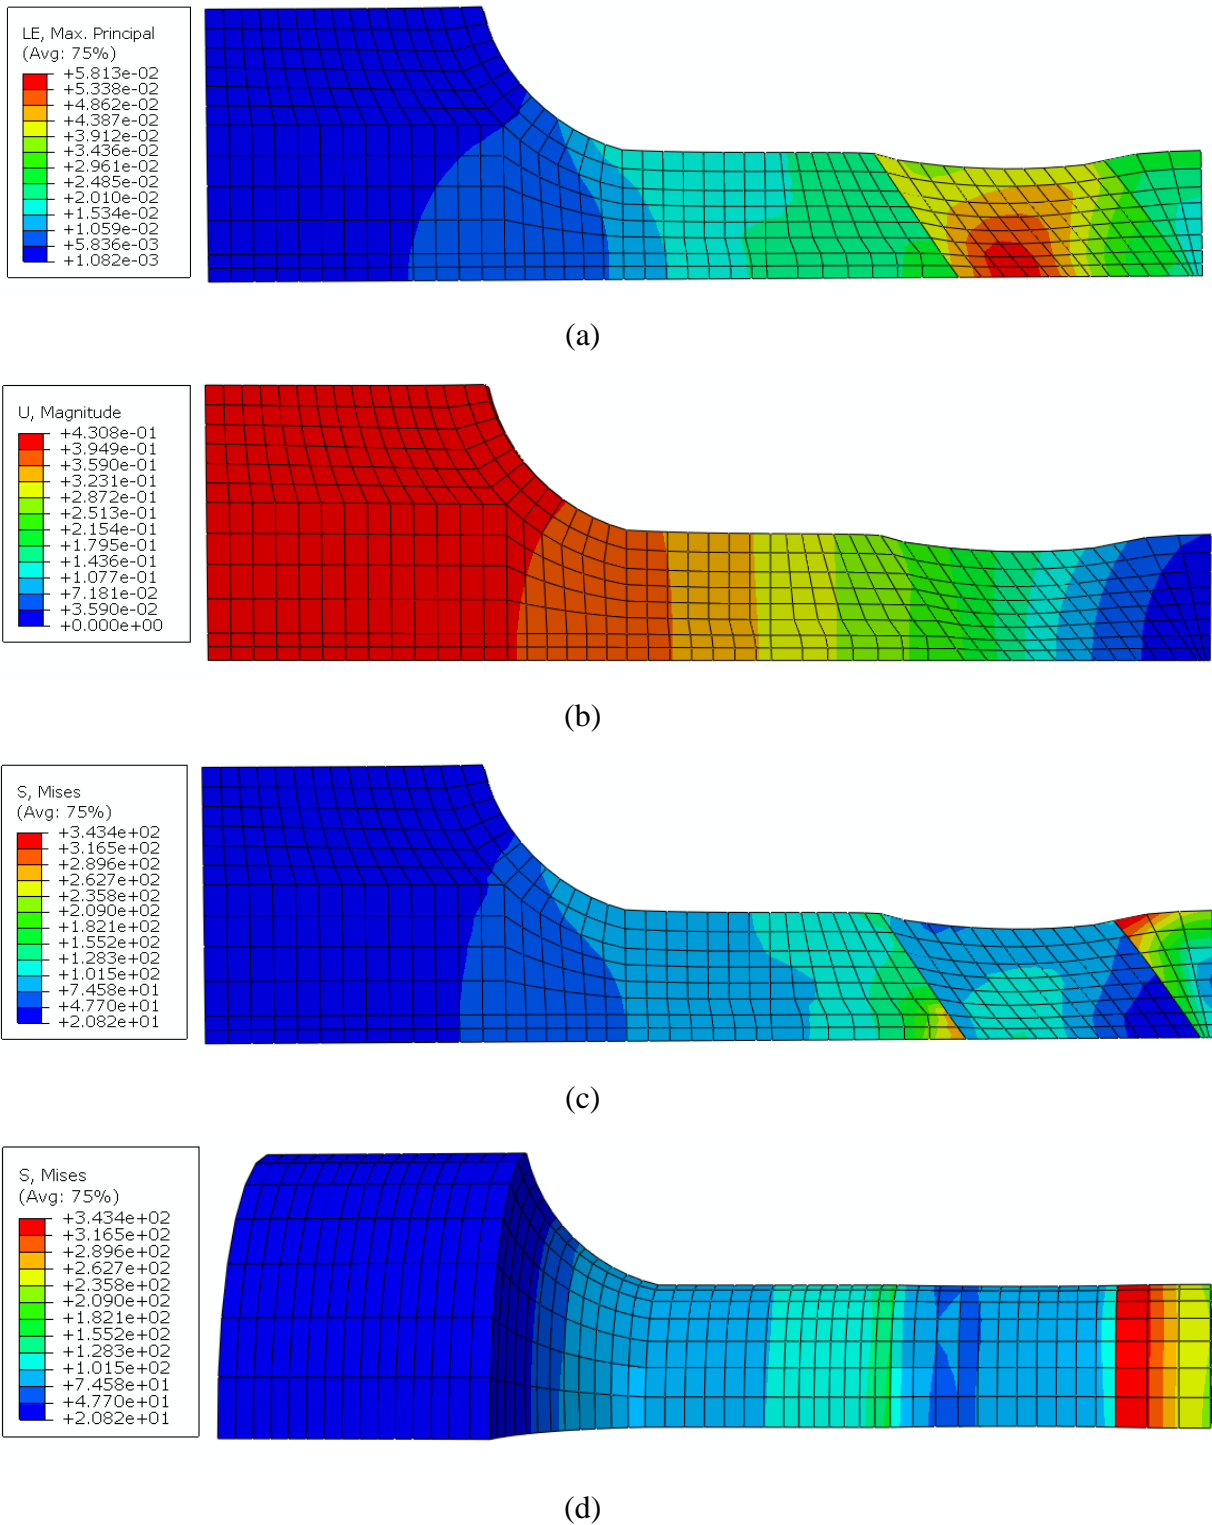 LE, Max. Principal
(Avg: 75%)
+5.813e-02
+5.338e-02
+4.862e-02
+4.387e-02
+3.912e-02
+3.436e-02
+2.961e-02
+2.485e-02
+2.010e-02
+1.534e-02
+1.059e-02
+5.836e-03
+1.082e-03
(a)
U, Magnitude
+4.308e-01
+3.949e-01
+3.590e-01
+3.231e-01
+2.872e-01
+2.513e-01
+2.154e-01
+1.795e-01
+1.436e-01
+1.077e-01
+7.181e-02
+3.590e-02
+0.000e+00
(b)
S, Mises
(Avg: 75%)
+3.434e+02
+3.165e+02
+2.896e+02
+2.627e+02
+2.358e+02
+2.090e+02
+1.821e+02
+1.552e+02
+1.283e+02
+1.015e+02
+7.458e+01
+4.770e+01
+2.082e+01
(c)
S, Mises
(Avg: 75%)
+3.434e+02
+3.165e+02
+2.896e+02
+2.627e+02
+2.358e+02
+2.090e+02
+1.821e+02
+1.552e+02
+1.283e+02
+1.015e+02
+7.458e+01
+4.770e+01
+2.082e+01
(d)